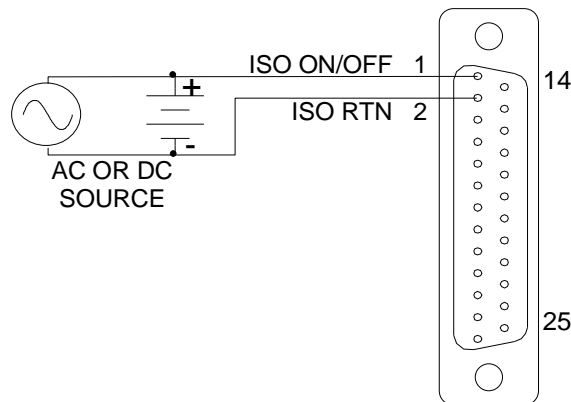 ISO ON/OFF 1
14
+
ISO RTN 2
-
AC OR DC
SOURCE
25